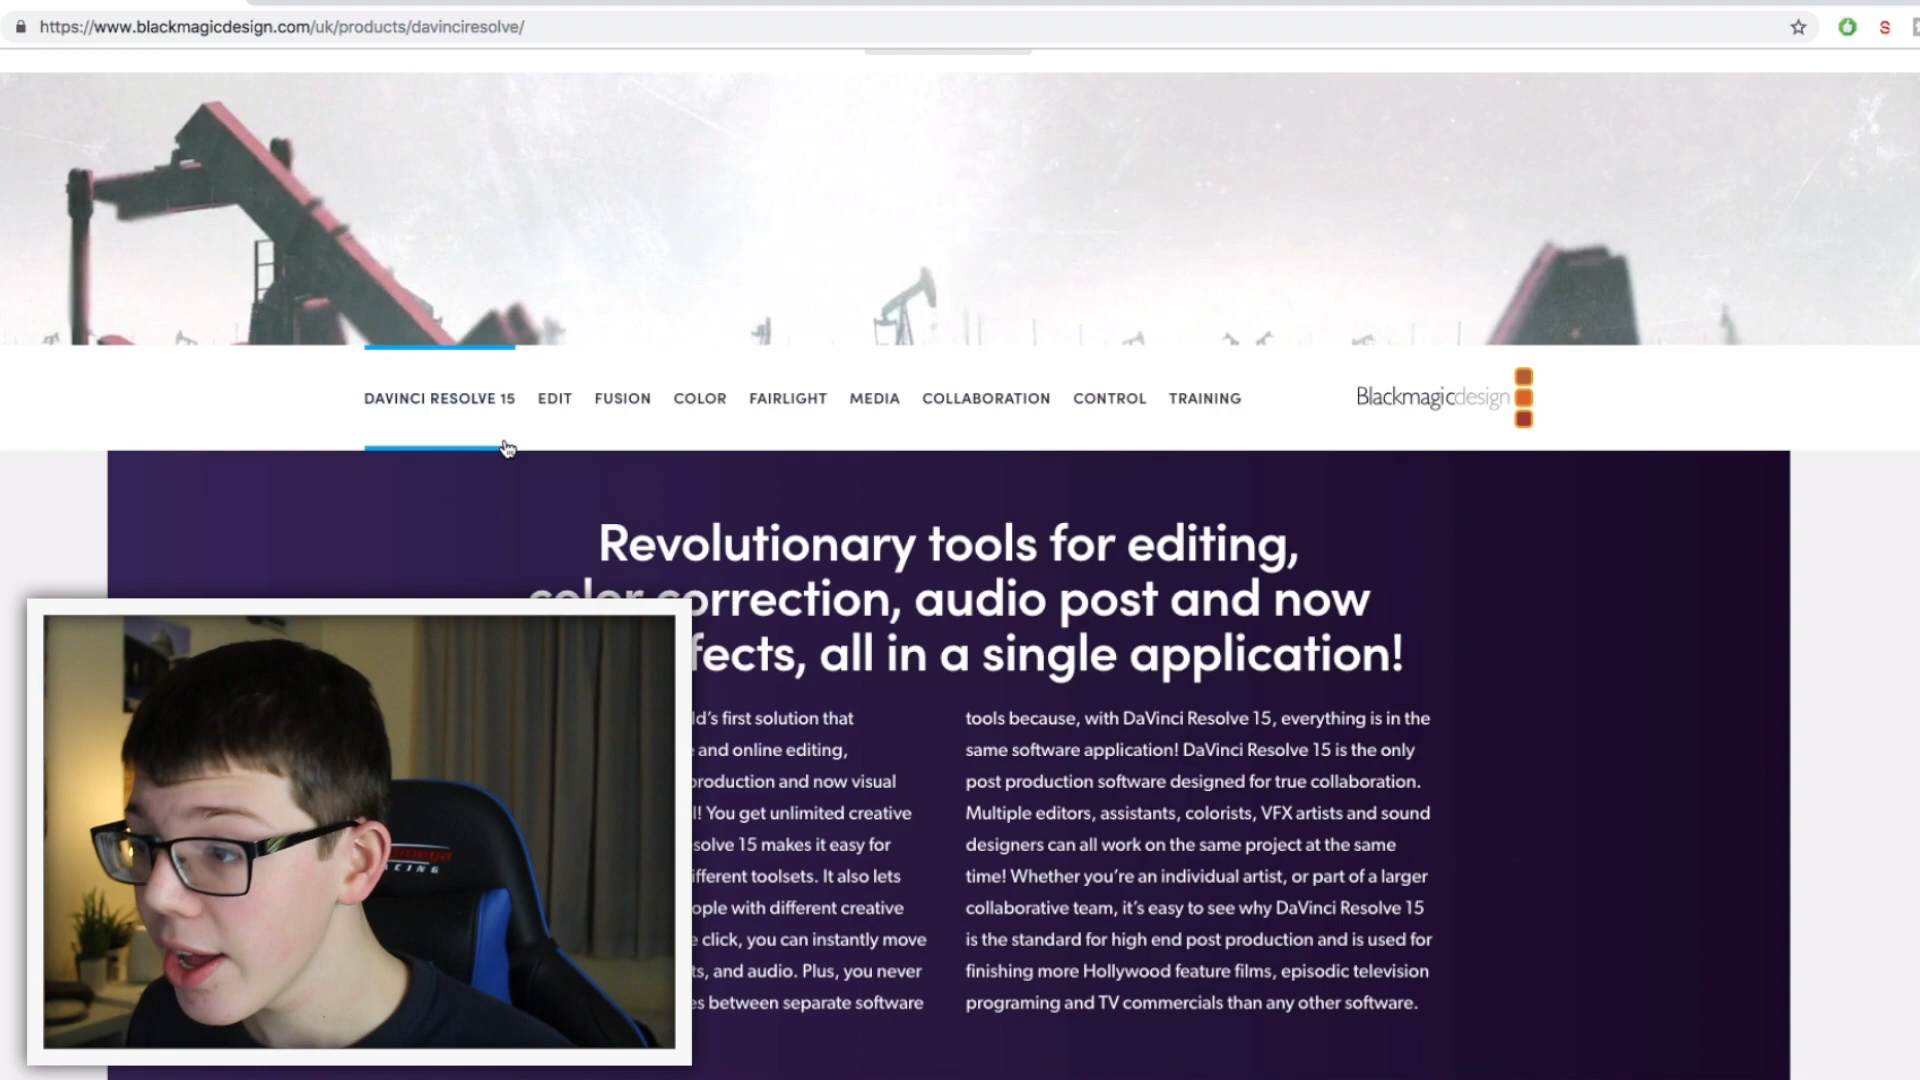 https://www.blackmagicdesign.com/uk/products/davinciresolve/
S
DAVINCI RESOLVE 15 EDIT FUSION COLOR FAIRLIGHT MEDIA COLLABORATION CONTROL TRAINING
Blackmagicdesign
Revolutionary tools for editing,
color correction, audio post and now
fects, all in a single application!
ld's first solution that
and online editing,
production and now visual
l! You get unlimited creative
solve 15 makes it easy for
ifferent toolsets. It also lets
ople with different creative
click, you can instantly move
ts, and audio. Plus, you never
es between separate software
tools because, with DaVinci Resolve 15, everything is in the
same software application! DaVinci Resolve 15 is the only
post production software designed for true collaboration.
Multiple editors, assistants, colorists, VFX artists and sound
designers can all work on the same project at the same
time! Whether you're an individual artist, or part of a larger
collaborative team, it's easy to see why DaVinci Resolve 15
is the standard for high end post production and is used for
finishing more Hollywood feature films, episodic television
programing and TV commercials than any other software.